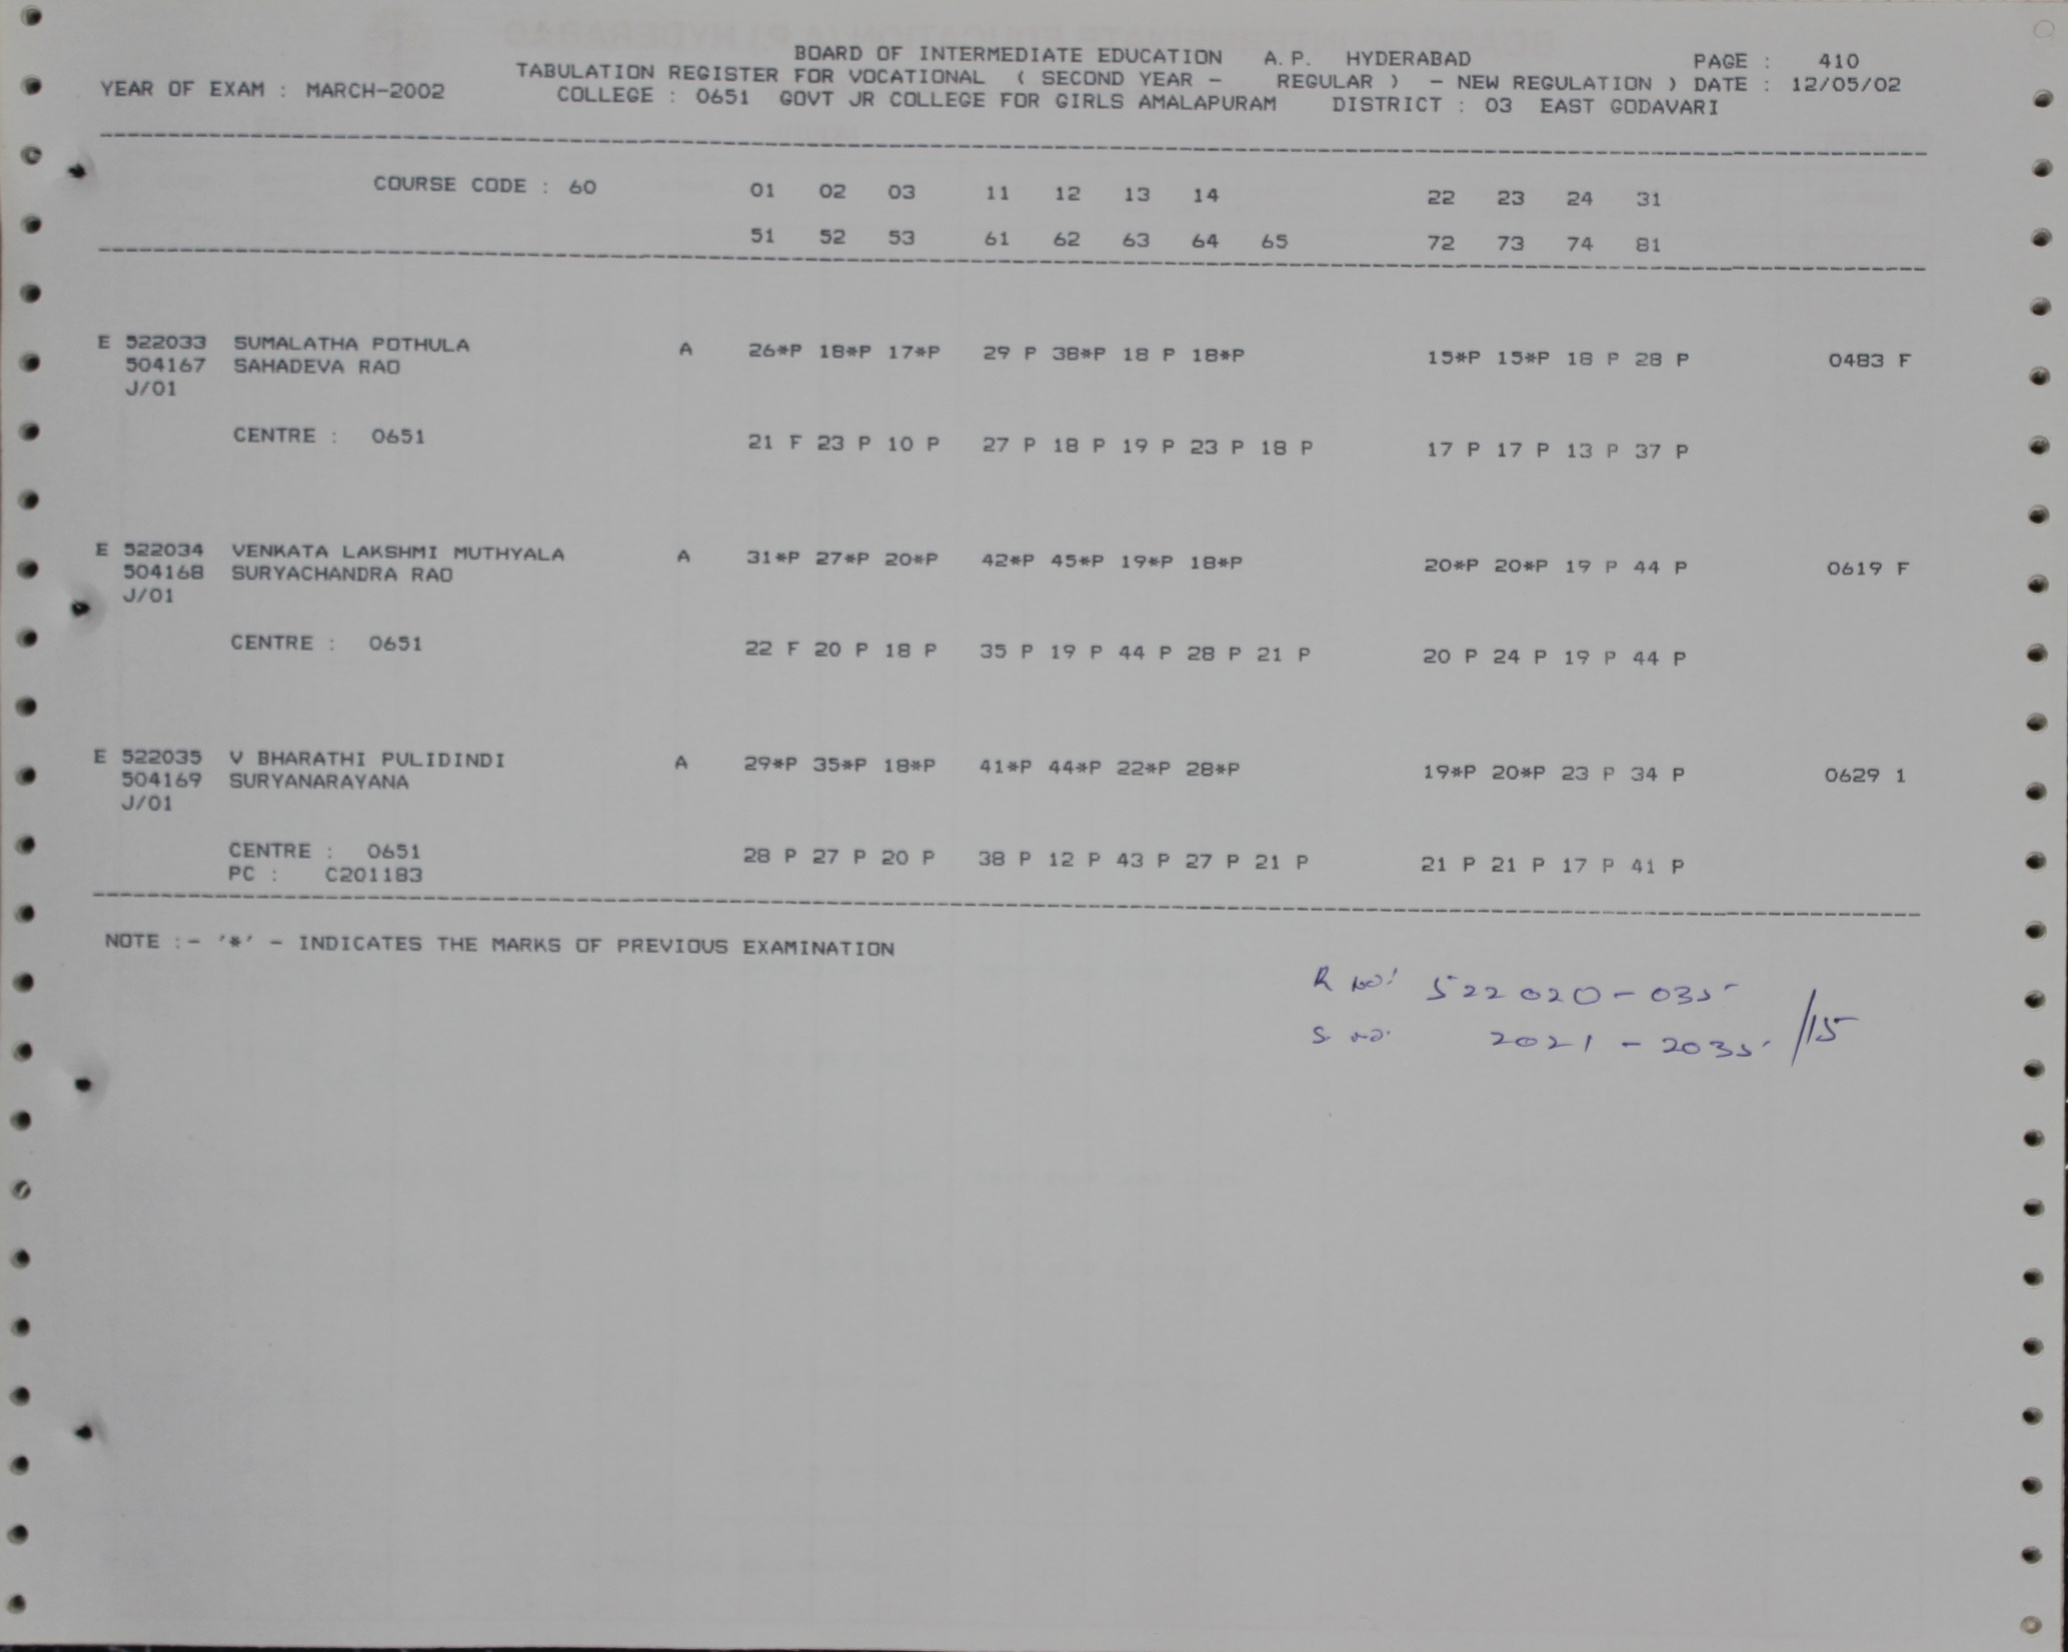 BOARD OF INTERMEDIATE EDUCATION A.P. HYDERABAD PAGE : 410
TABULATION REGISTER FOR VOCATIONAL ( SECOND YEAR - REGULAR ) - NEW REGULATION ) DATE : 12/05/02
YEAR OF EXAM : MARCH-2002 COLLEGE : 0651 GOVT JR COLLEGE FOR GIRLS AMALAPURAM DISTRICT : 03 EAST GODAVARI
COURSE CODE : 60 01 02 03 11 12 13 14 22 23 24 31
51 52 53 61 62 63 64 65 72 73 74 81
E 522033 SUMALATHA POTHULA A 26*P 18*P 17*P 29 P 38*P 18 P 18*P 15*P 15*P 18 P 28 P 0483 F
504167 SAHADEVA RAO
J/01
CENTRE : 0651 21 F 23 P 10 P 27 P 18 P 19 P 23 P 18 P 17 P 17 P 13 P 37 P
E 522034 VENKATA LAKSHMI MUTHYALA A 31*P 27*P 20*P 42*P 45*P 19*P 18*P 20*P 20*P 19 P 44 P 0619 F
504168 SURYACHANDRA RAO
J/01
CENTRE : 0651 22 F 20 P 18 P 35 P 19 P 44 P 28 P 21 P 20 P 24 P 19 P 44 P
E 522035 V BHARATHI PULIDINDI A 29*P 35*P 18*P 41*P 44*P 22*P 28*P 19*P 20*P 23 P 34 P 0629 1
504169 SURYANARAYANA
J/01
CENTRE : 0651 28 P 27 P 20 P 38 P 12 P 43 P 27 P 21 P 21 P 21 P 17 P 41 P
PC : C201183
NOTE :- '*' - INDICATES THE MARKS OF PREVIOUS EXAMINATION
R No: 522020-035
S no. 2021 - 2035 /15